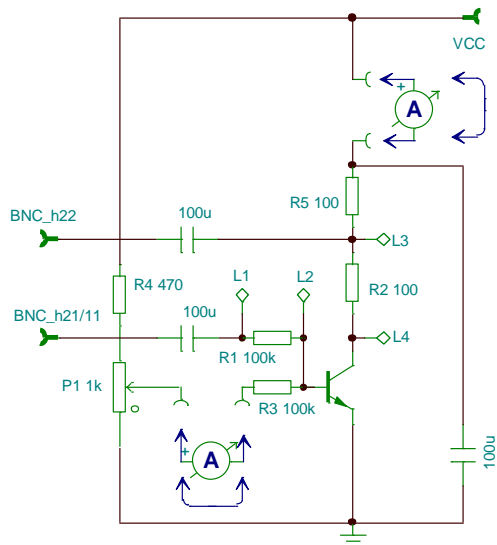 VCC
+
A
R5 100
BNC_h22
100u
L3
R4 470
L1
L2
R2 100
BNC_h21/11
100u
L4
R1 100k
P1 1k
R3 100k
+
A
100u